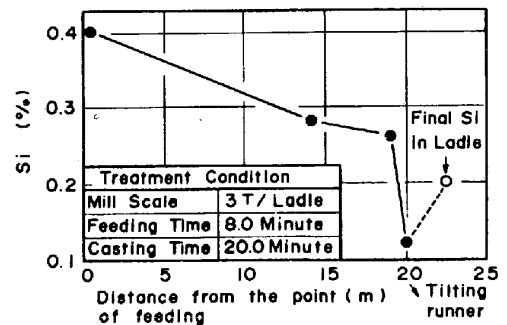 0.4
0.3
0.2
0.1
Si (%)
Final Si
in Ladle
Treatment Condition
Mill Scale 3 T / Ladle
Feeding Time 8.0 Minute
Casting Time 20.0 Minute
0 5 10 15 20 25
Distance from the point (m)
of feeding
Tilting
runner